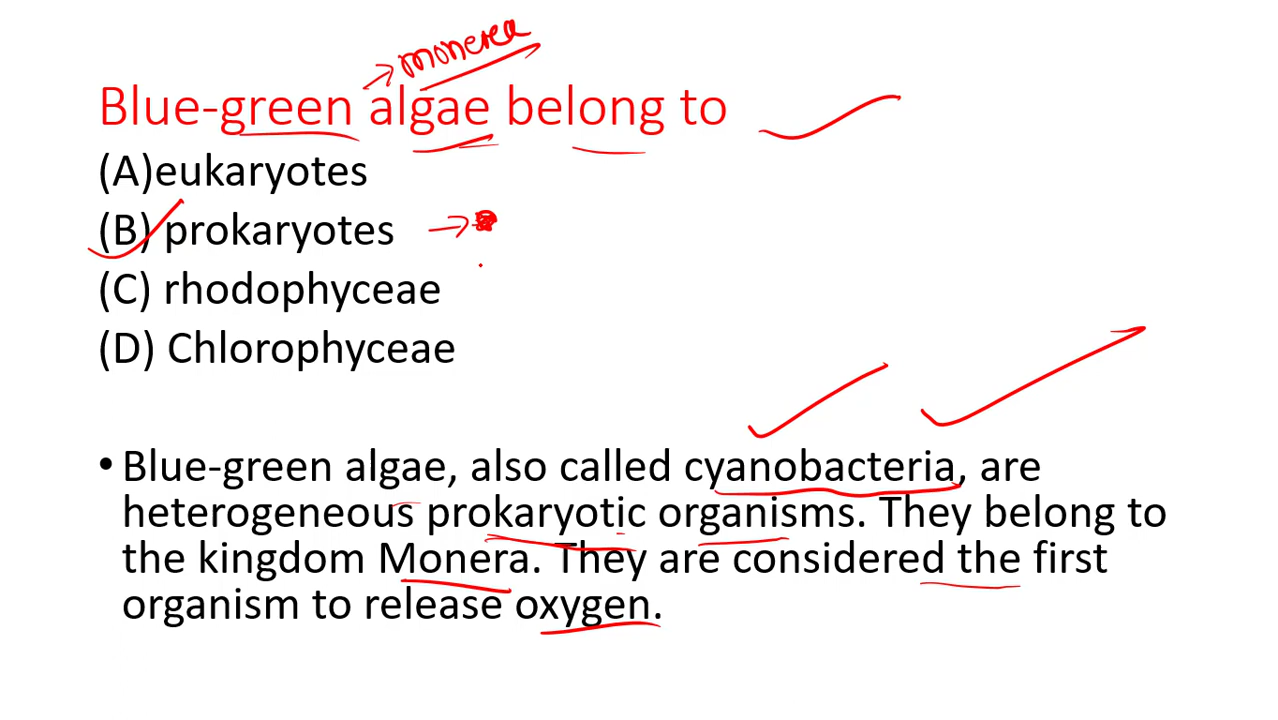 monerea
Blue-green algae belong to
(A)eukaryotes
(B) prokaryotes
(C) rhodophyceae
(D) Chlorophyceae
• Blue-green algae, also called cyanobacteria, are
heterogeneous prokaryotic organisms. They belong to
the kingdom Monera. They are considered the first
organism to release oxygen.